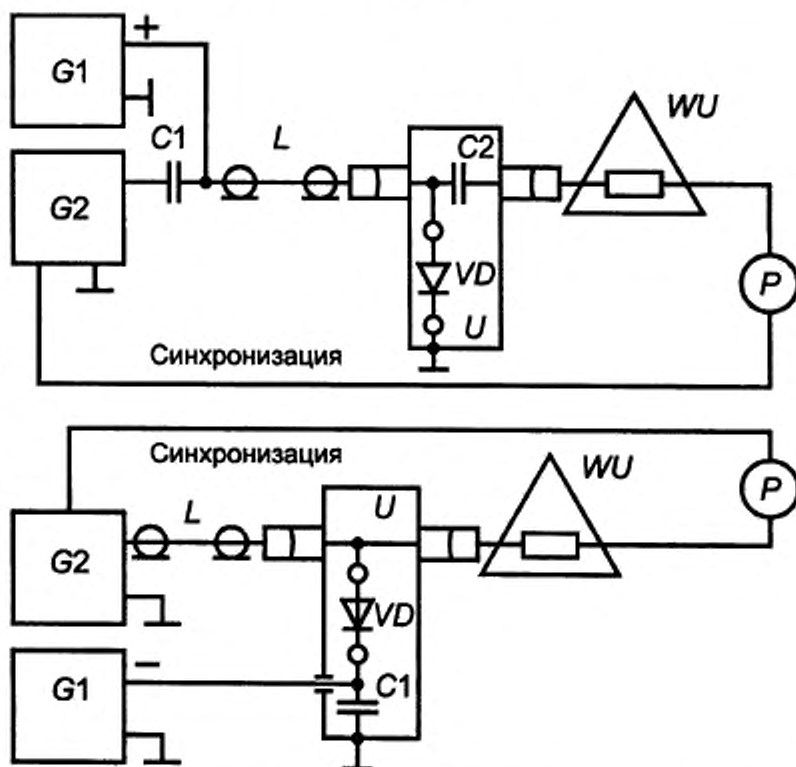 G1
+
C1
L
C2
WU
G2
VD
P
U
Синхронизация
Синхронизация
WU
P
L
U
G2
VD
G1
−
C1